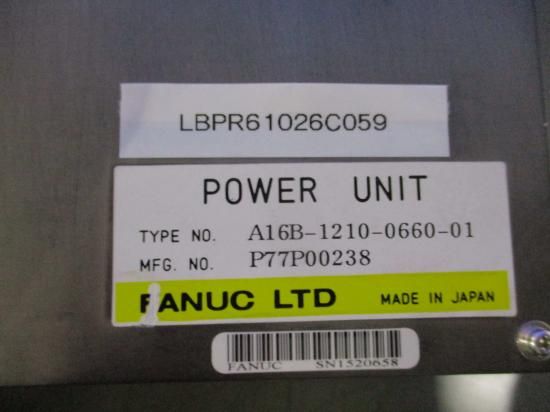 LBPR61026C059
POWER UNIT
TYPE NO. A16B-1210-0660-01
MFG. NO. P77P00238
FANUC LTD MADE IN JAPAN
FANUC SN1520658